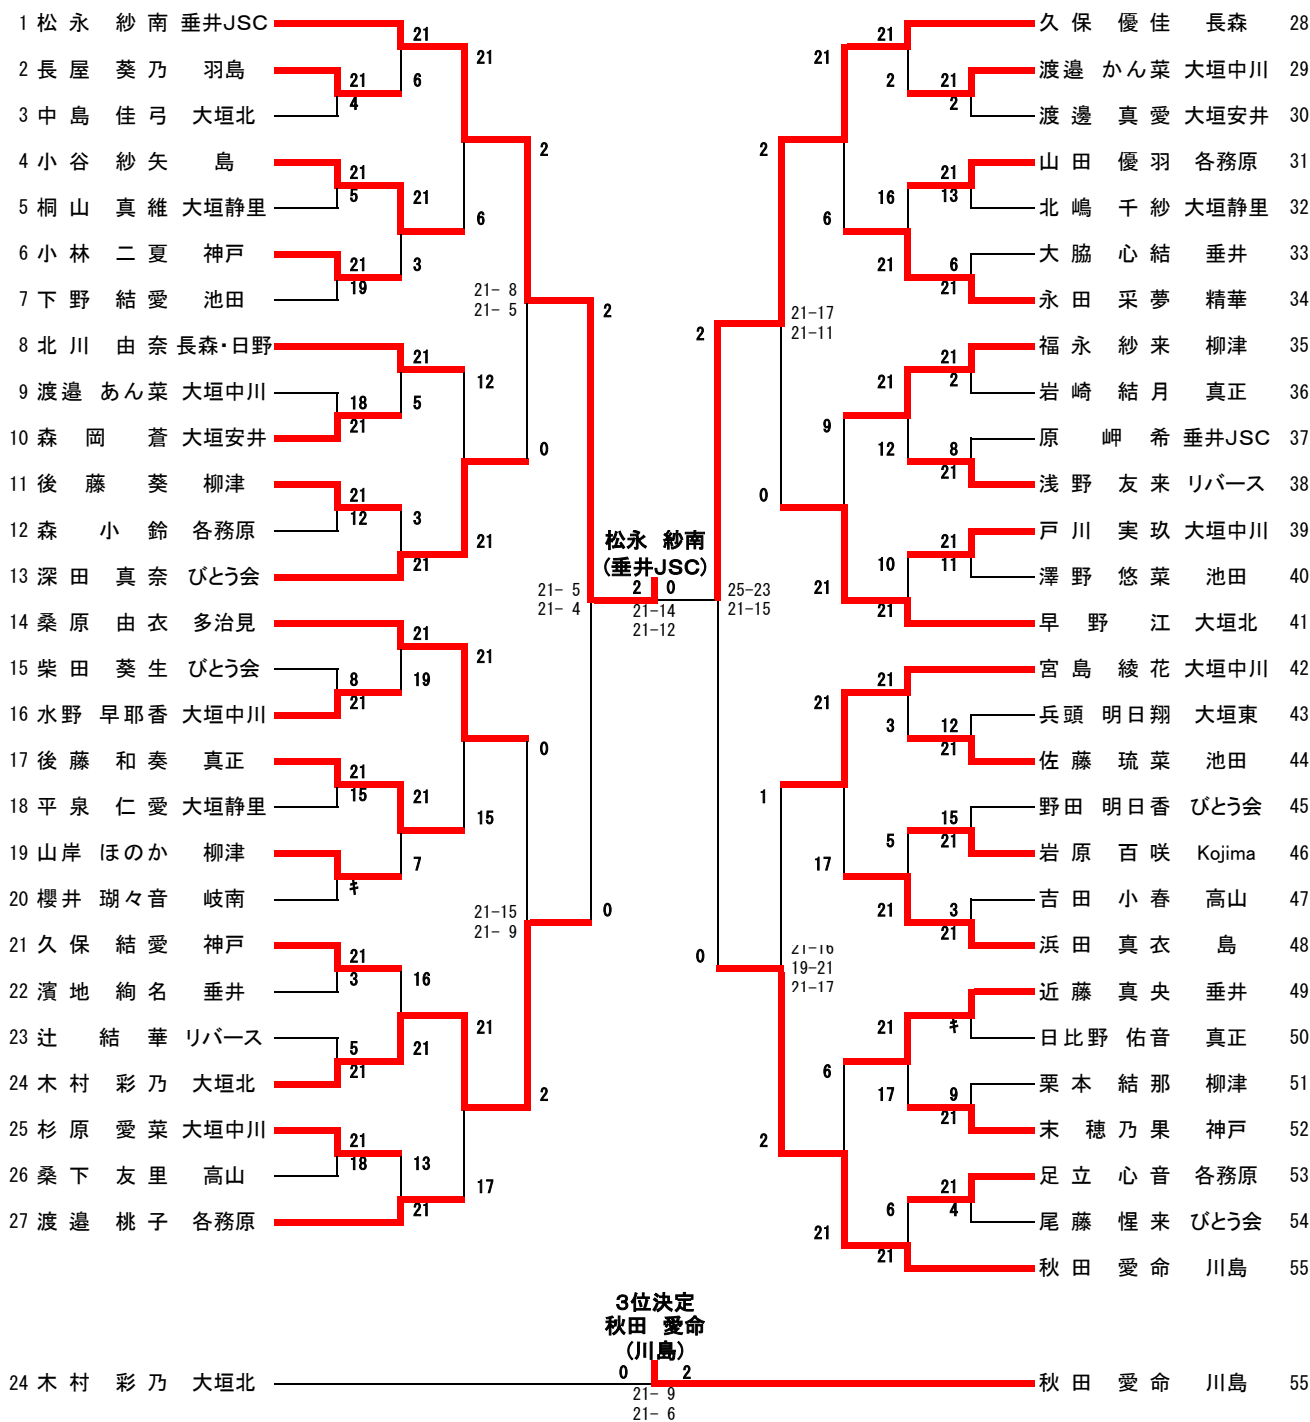 1 松永 紗南 垂井JSC
2 長屋 葵乃 羽島
3 中島 佳弓 大垣北
4 小谷 紗矢 島
5 桐山 真維 大垣静里
6 小林 二夏 神戸
7 下野 結愛 池田
8 北川 由奈 長森・日野
9 渡邉 あん菜 大垣中川
10 森岡 蒼 大垣安井
11 後藤 葵 柳津
12 森 小鈴 各務原
13 深田 真奈 びとう会
14 桑原 由衣 多治見
15 柴田 葵生 びとう会
16 水野 早耶香 大垣中川
17 後藤 和奏 真正
18 平泉 仁愛 大垣静里
19 山岸 ほのか 柳津
20 櫻井 瑚々音 岐南
21 久保 結愛 神戸
22 濱地 絢名 垂井
23 辻 結華 リバース
24 木村 彩乃 大垣北
25 杉原 愛菜 大垣中川
26 桑下 友里 高山
27 渡邉 桃子 各務原
21
4
21
5
21
19
18
21
21
12
8
21
21
15
キ
21
3
5
21
21
18
21
6
21
3
21
5
3
21
21
19
21
7
16
21
13
21
21
6
12
21
21
15
21
17
2
21- 8
21- 5
0
0
21-15
21- 9
2
2
21- 5
21- 4
0
松永 紗南
(垂井JSC)
2 0
21-14
21-12
2
25-23
21-15
0
2
21-17
21-11
0
1
21-16
19-21
21-17
2
21
6
9
21
21
17
6
21
21
2
16
21
21
12
10
21
21
3
5
21
21
17
6
21
21
2
21
13
6
21
21
2
8
21
21
11
12
21
15
21
3
21
キ
9
21
21
4
久保 優佳 長森 28
渡邉 かん菜 大垣中川 29
渡邊 真愛 大垣安井 30
山田 優羽 各務原 31
北嶋 千紗 大垣静里 32
大脇 心結 垂井 33
永田 采夢 精華 34
福永 紗来 柳津 35
岩崎 結月 真正 36
原 岬希 垂井JSC 37
浅野 友来 リバース 38
戸川 実玖 大垣中川 39
澤野 悠菜 池田 40
早野 江 大垣北 41
宮島 綾花 大垣中川 42
兵頭 明日翔 大垣東 43
佐藤 琉菜 池田 44
野田 明日香 びとう会 45
岩原 百咲 Kojima 46
吉田 小春 高山 47
浜田 真衣 島 48
近藤 真央 垂井 49
日比野 佑音 真正 50
栗本 結那 柳津 51
末 穂乃果 神戸 52
足立 心音 各務原 53
尾藤 惺来 びとう会 54
秋田 愛命 川島 55
3位決定
秋田 愛命
(川島)
24 木村 彩乃 大垣北
0 2
21- 9
21- 6
秋田 愛命 川島 55